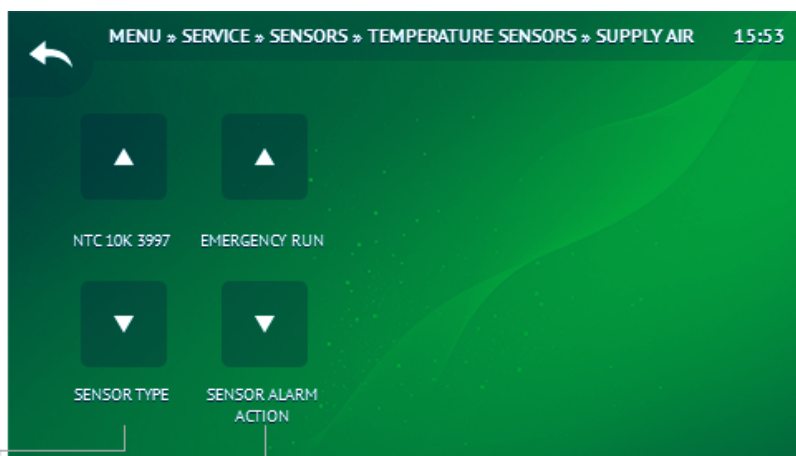 MENU » SERVICE » SENSORS » TEMPERATURE SENSORS » SUPPLY AIR 15:53
NTC 10K 3997 EMERGENCY RUN
SENSOR TYPE SENSOR ALARM
ACTION